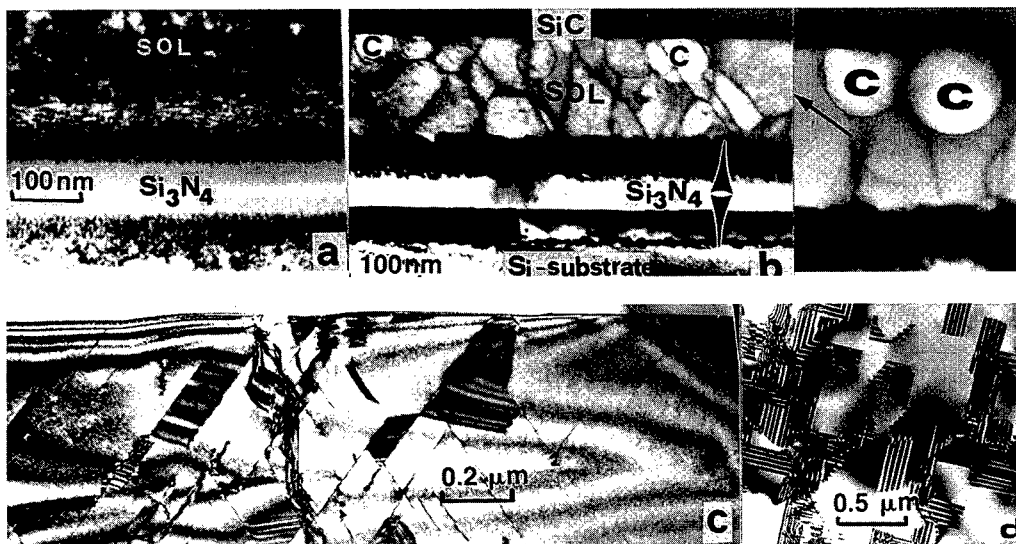 SOL
100nm
Si3N4
a
SiC
C
C
SOL
Si3N4
100nm
Si-substrate
b
C
C
0.2 μm
C
0.5 μm
d